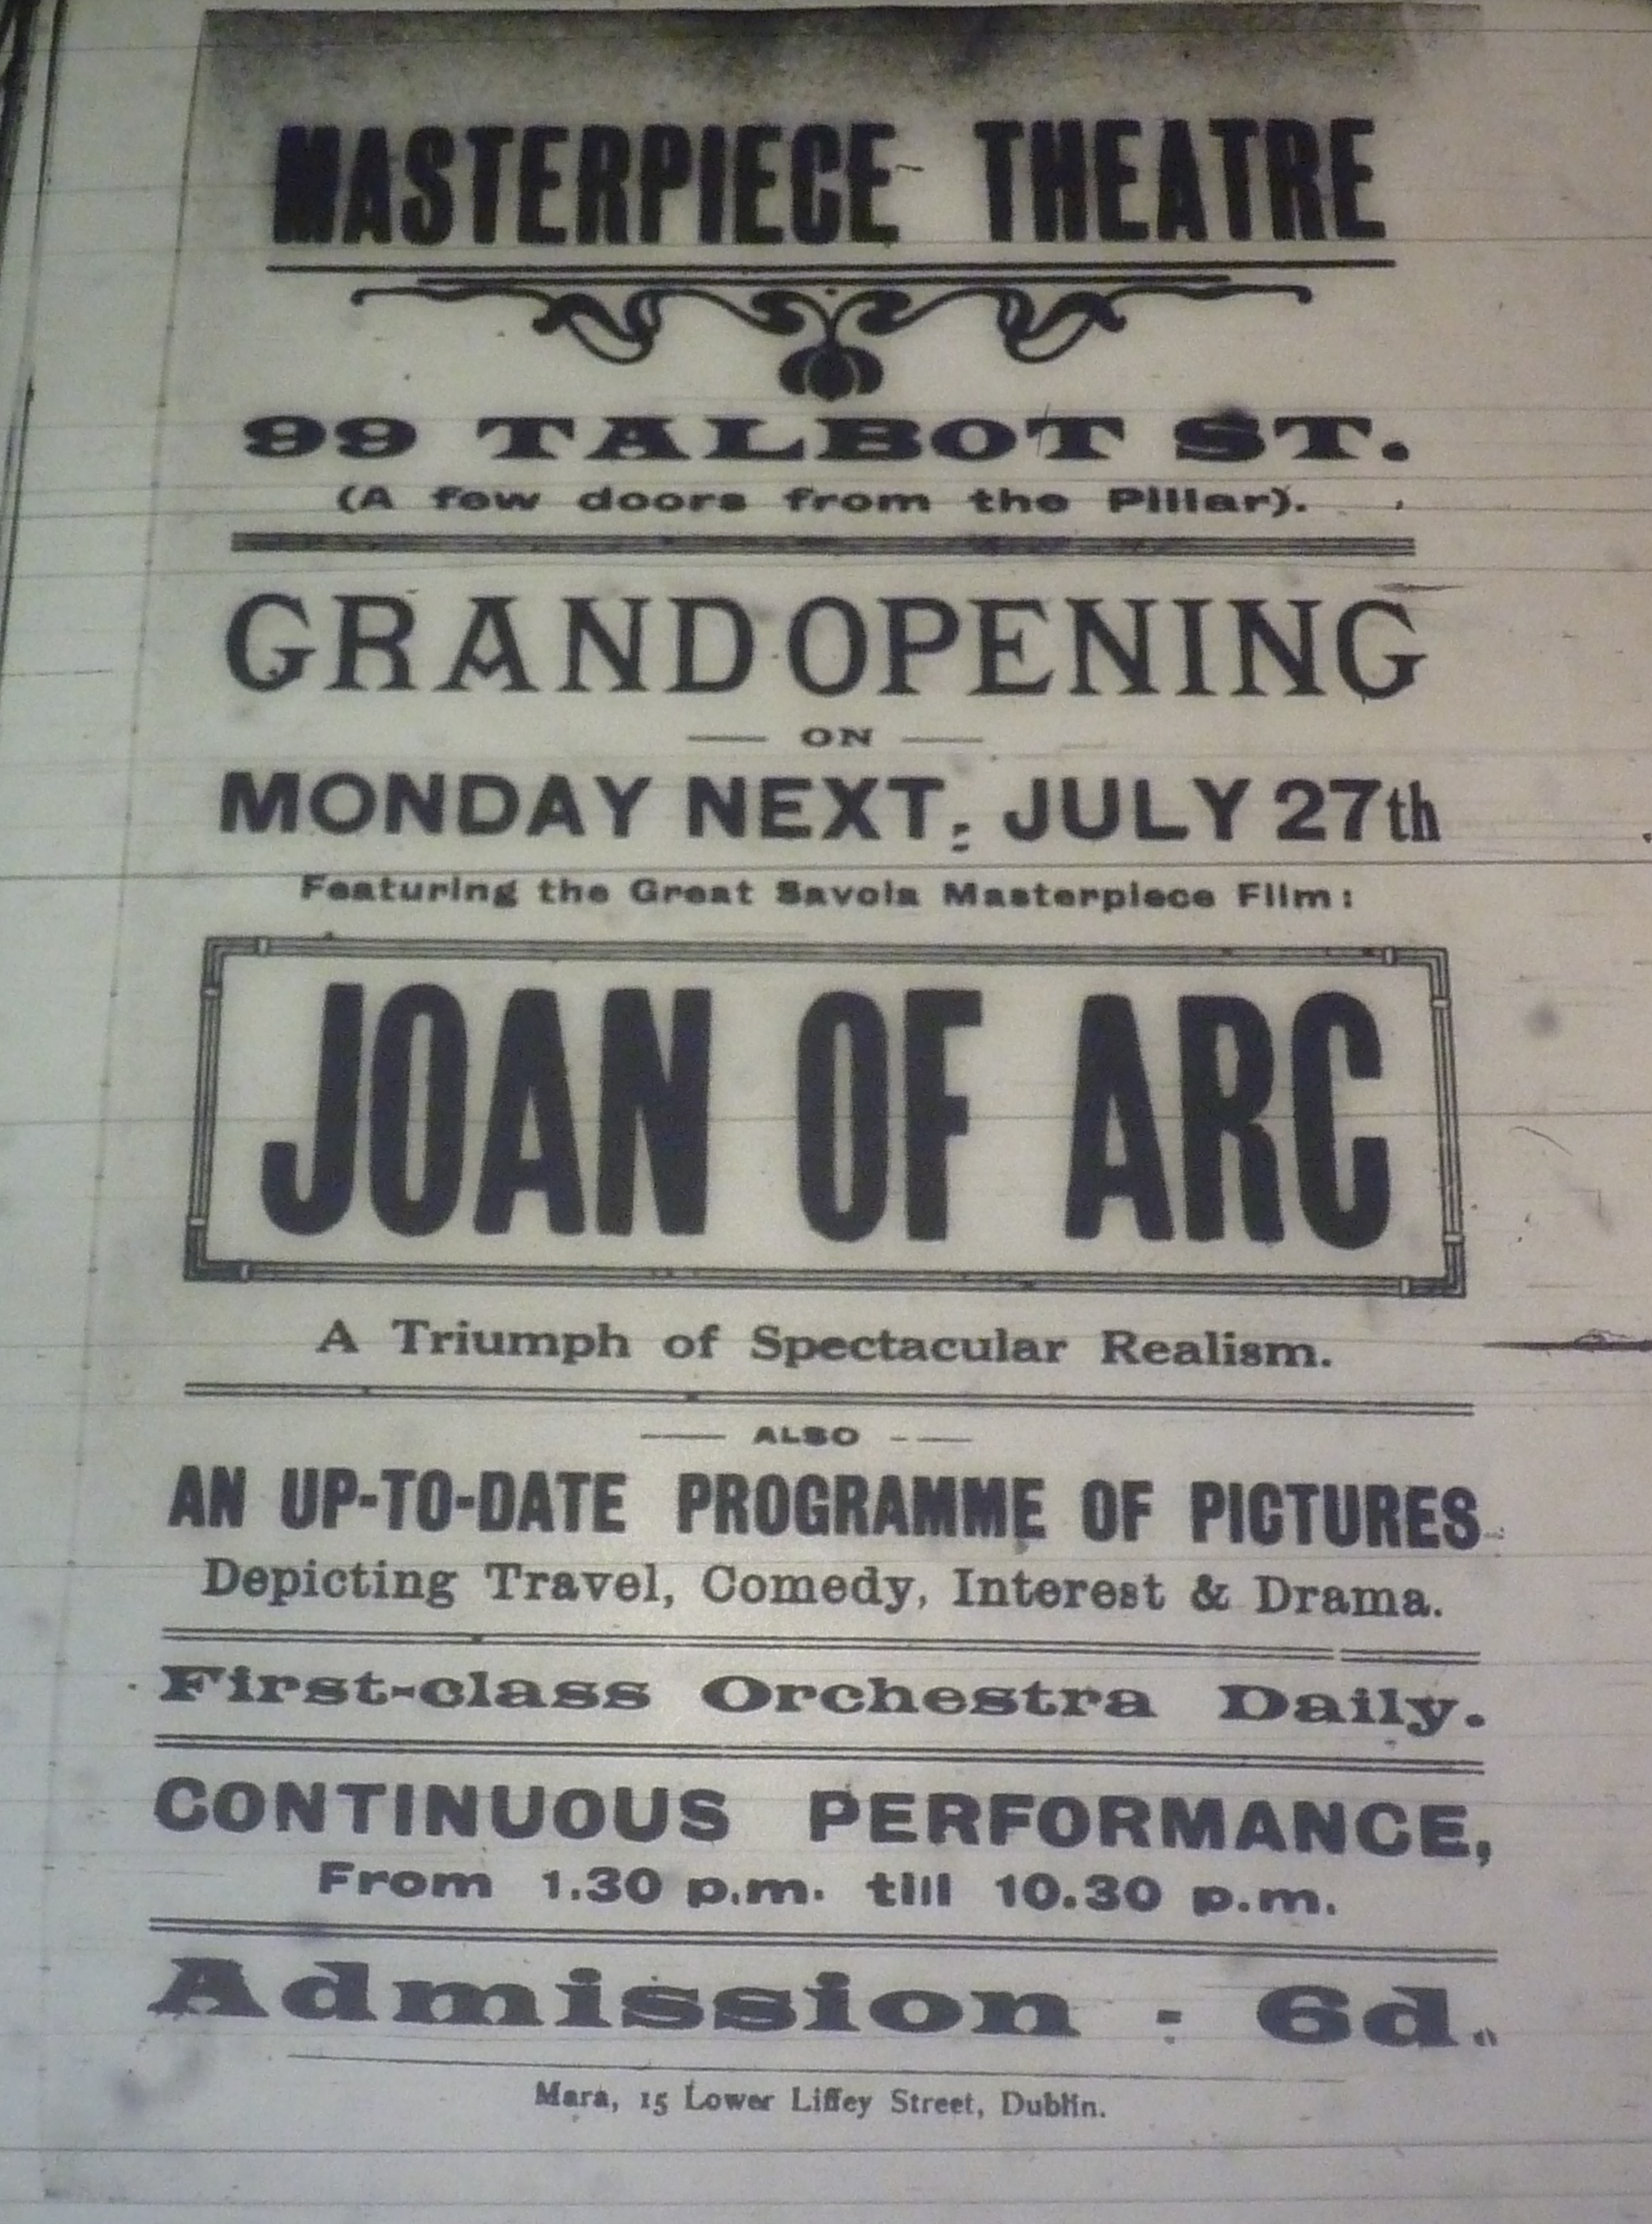 MASTERPIECE THEATRE
99 TALBOT ST.
(A few doors from the Pillar).
GRAND OPENING
— ON —
MONDAY NEXT, JULY 27th
Featuring the Great Savoia Masterpiece Film:
JOAN OF ARC
A Triumph of Spectacular Realism.
— ALSO —
AN UP-TO-DATE PROGRAMME OF PICTURES
Depicting Travel, Comedy, Interest & Drama.
First-class Orchestra Daily.
CONTINUOUS PERFORMANCE,
From 1.30 p.m. till 10.30 p.m.
Admission : 6d.
Mara, 15 Lower Liffey Street, Dublin.